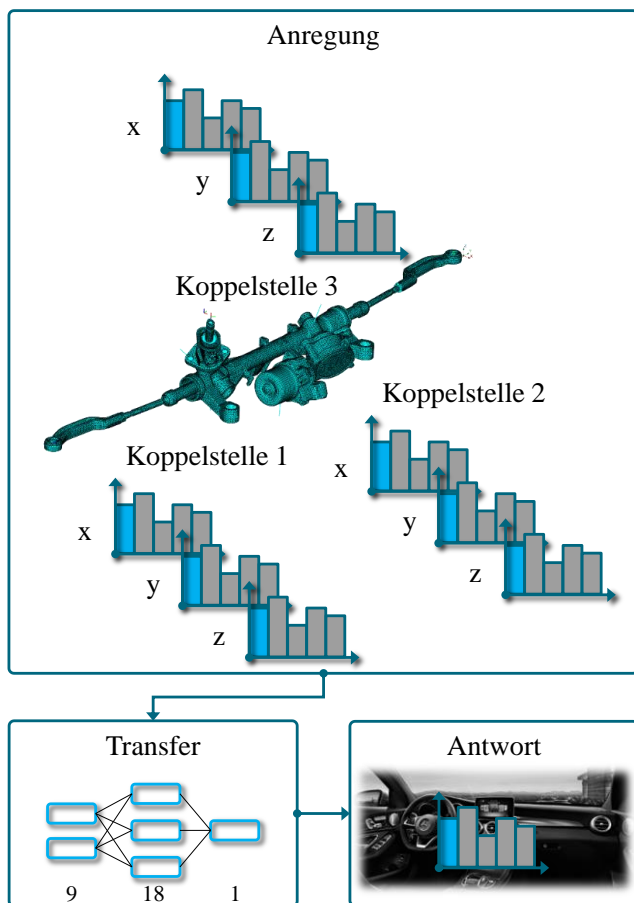 Anregung
x
y
z
Koppelstelle 3
Koppelstelle 2
Koppelstelle 1
x
y
z
x
y
z
Transfer
9 18 1
Antwort